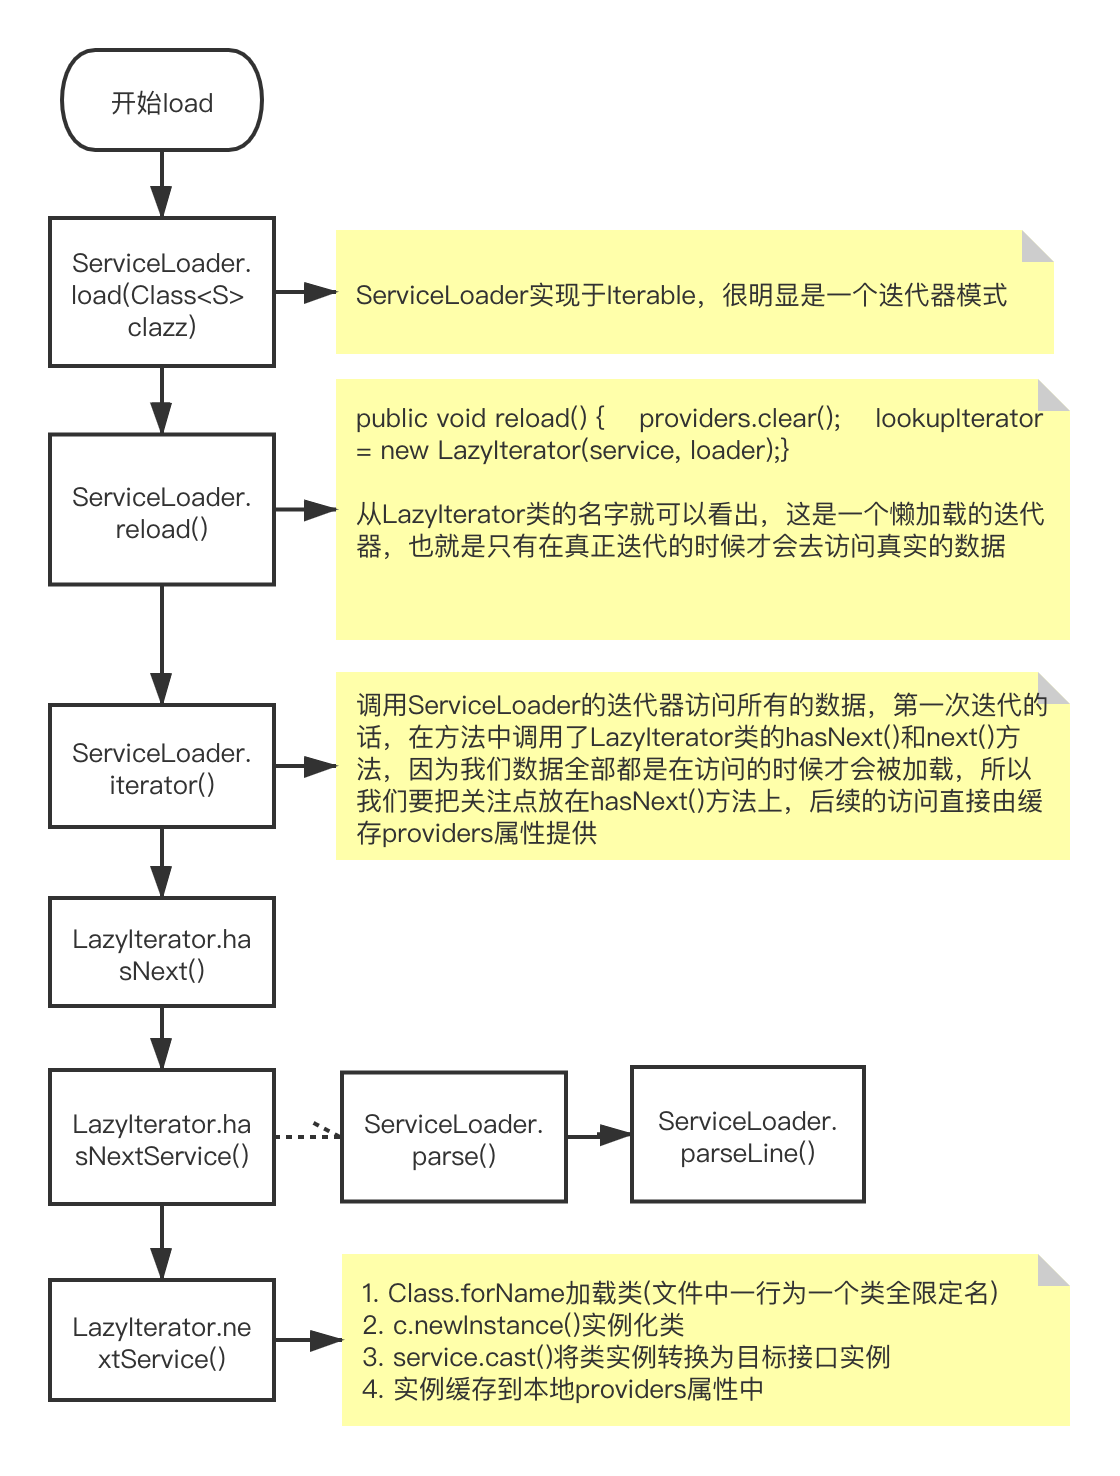 开始load
ServiceLoader.
load(Class<S>
clazz)
ServiceLoader实现于Iterable，很明显是一个迭代器模式
public void reload() {    providers.clear();    lookupIterator
= new LazyIterator(service, loader);}
从LazyIterator类的名字就可以看出，这是一个懒加载的迭代
器，也就是只有在真正迭代的时候才会去访问真实的数据
ServiceLoader.
reload()
调用ServiceLoader的迭代器访问所有的数据，第一次迭代的
话，在方法中调用了LazyIterator类的hasNext()和next()方
法，因为我们数据全部都是在访问的时候才会被加载，所以
我们要把关注点放在hasNext()方法上，后续的访问直接由缓
存providers属性提供
ServiceLoader.
iterator()
LazyIterator.ha
sNext()
LazyIterator.ha
sNextService()
ServiceLoader.
parse()
ServiceLoader.
parseLine()
LazyIterator.ne
xtService()
1. Class.forName加载类(文件中一行为一个类全限定名)
2. c.newInstance()实例化类
3. service.cast()将类实例转换为目标接口实例
4. 实例缓存到本地providers属性中